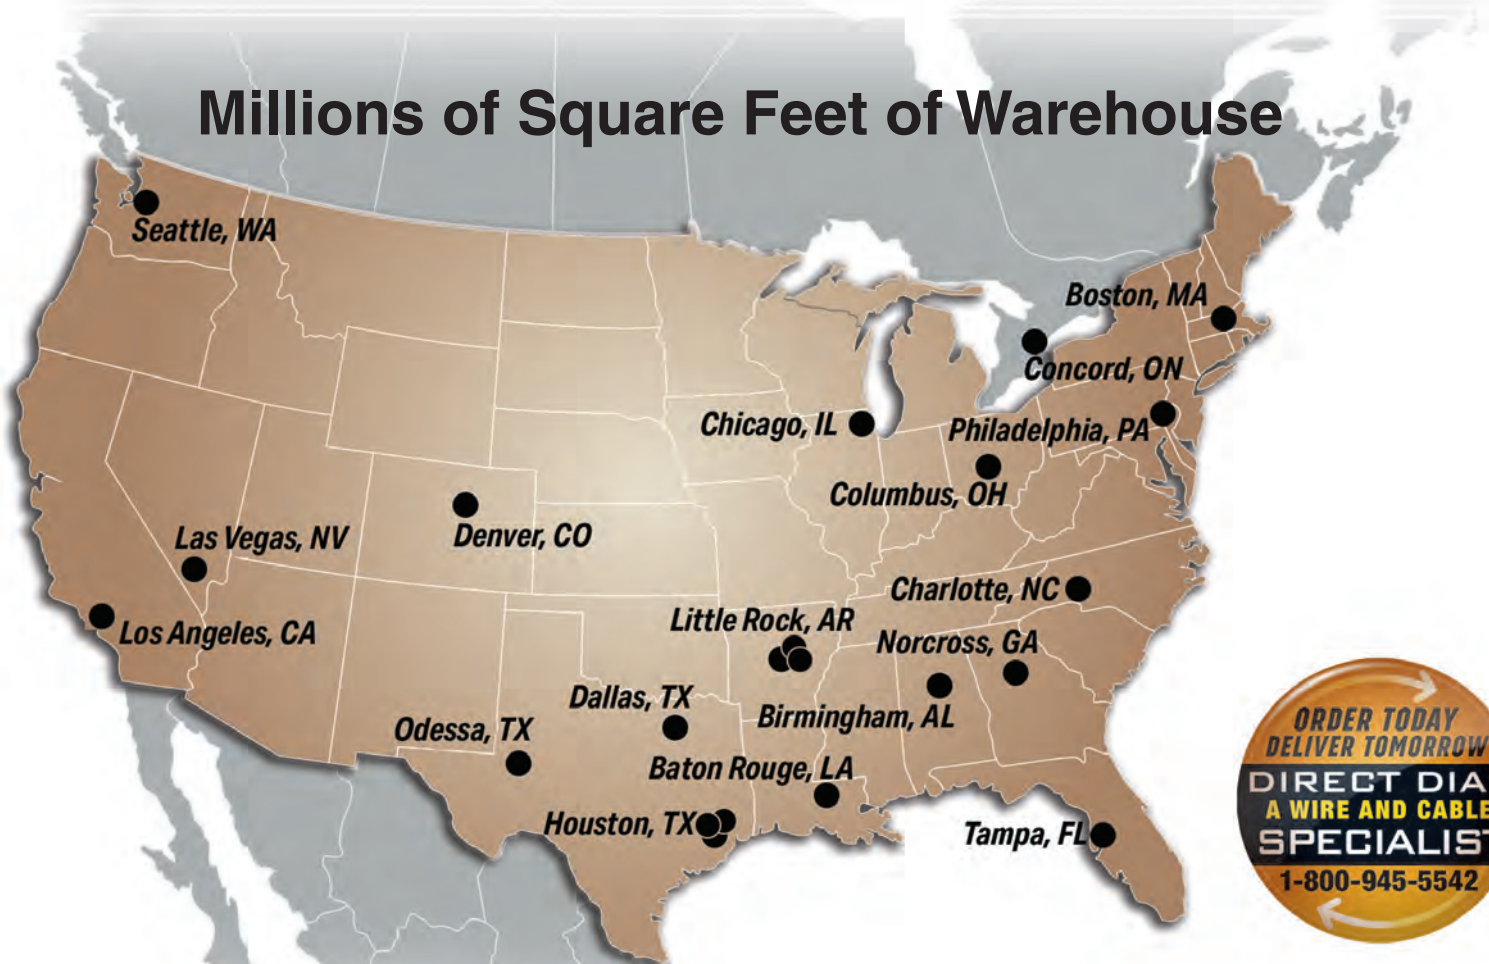 Millions of Square Feet of Warehouse
Seattle, WA
Boston, MA
Concord, ON
Chicago, IL
Philadelphia, PA
Columbus, OH
Denver, CO
Las Vegas, NV
Charlotte, NC
Los Angeles, CA
Little Rock, AR
Norcross, GA
Dallas, TX
Birmingham, AL
Odessa, TX
Baton Rouge, LA
Houston, TX
Tampa, FL
ORDER TODAY
DELIVER TOMORROW
DIRECT DIA
A WIRE AND CABLE
SPECIALIST
1-800-945-5542